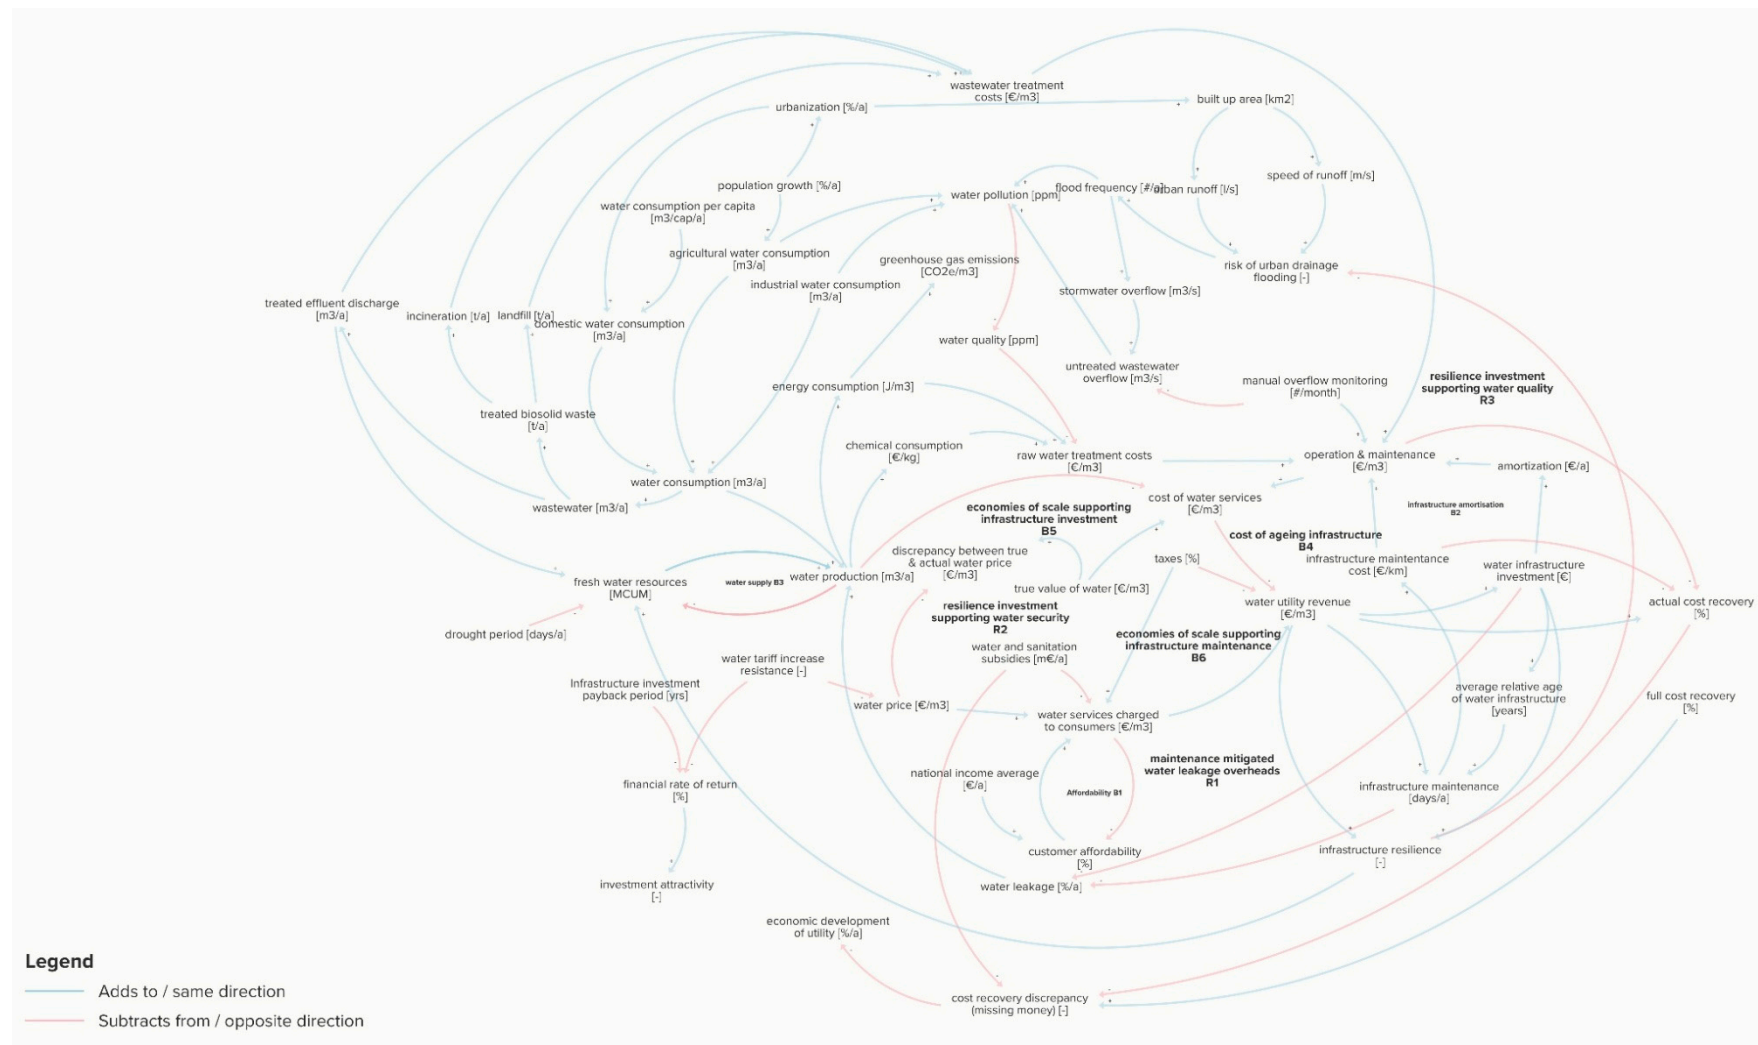 wastewater treatment
costs [€/m3]
urbanization [%/a]
built up area [km2]
population growth [%/a]
speed of runoff [m/s]
water pollution [ppm]
flood frequency [#/a]
urban runoff [l/s]
water consumption per capita
[m3/cap/a]
agricultural water consumption
[m3/a]
greenhouse gas emissions
[CO2e/m3]
risk of urban drainage
flooding [-]
industrial water consumption
[m3/a]
stormwater overflow [m3/s]
treated effluent discharge
[m3/a]
incineration [t/a]
landfill [t/a]
domestic water consumption
[m3/a]
water quality [ppm]
untreated wastewater
overflow [m3/s]
energy consumption [J/m3]
manual overflow monitoring
[#/month]
resilience investment
supporting water quality
R3
treated biosolid waste
[t/a]
chemical consumption
[€/kg]
raw water treatment costs
[€/m3]
operation & maintenance
[€/m3]
amortization [€/a]
water consumption [m3/a]
wastewater [m3/a]
cost of water services
[€/m3]
infrastructure amortisation
B2
economies of scale supporting
infrastructure investment
B5
cost of ageing infrastructure
B4
discrepancy between true
& actual water price
[€/m3]
taxes [%]
infrastructure maintentance
cost [€/km]
water infrastructure
investment [€]
fresh water resources
[MCUM]
water supply B3
water production [m3/a]
true value of water [€/m3]
water utility revenue
[€/m3]
actual cost recovery
[%]
resilience investment
supporting water security
R2
drought period [days/a]
economies of scale supporting
infrastructure maintenance
B6
water and sanitation
subsidies [m€/a]
water tariff increase
resistance [-]
Infrastructure investment
payback period [yrs]
average relative age
of water infrastructure
[years]
full cost recovery
[%]
water price [€/m3]
water services charged
to consumers [€/m3]
maintenance mitigated
water leakage overheads
R1
national income average
[€/a]
Affordability B1
financial rate of return
[%]
infrastructure maintenance
[days/a]
customer affordability
[%]
infrastructure resilience
[-]
water leakage [%/a]
investment attractivity
[-]
economic development
of utility [%/a]
cost recovery discrepancy
(missing money) [-]
Legend
Adds to / same direction
Subtracts from / opposite direction